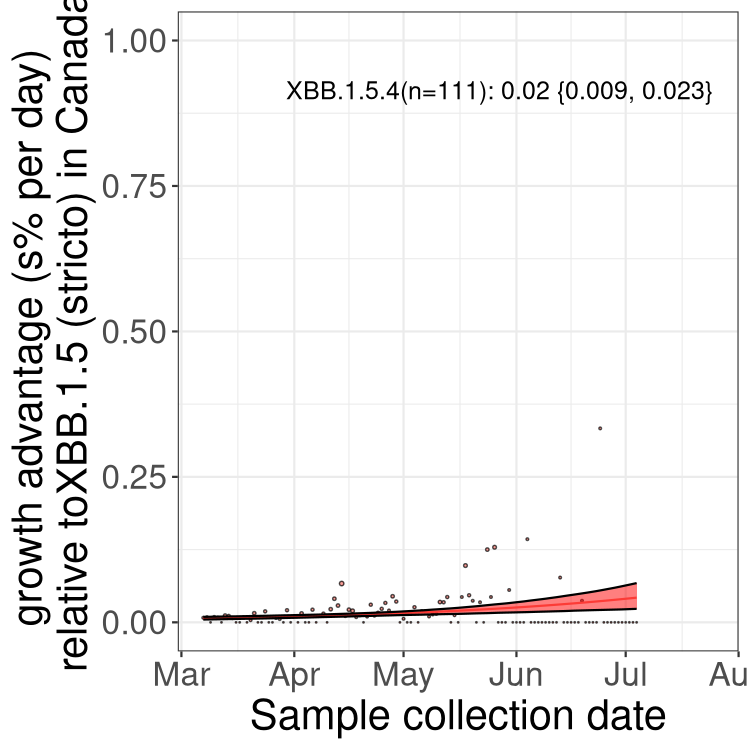 growth advantage (s% per day)
relative toXBB.1.5 (stricto) in Canada
1.00
0.75
0.50
0.25
0.00
XBB.1.5.4(n=111): 0.02 {0.009, 0.023}
Mar Apr May Jun Jul Au
Sample collection date